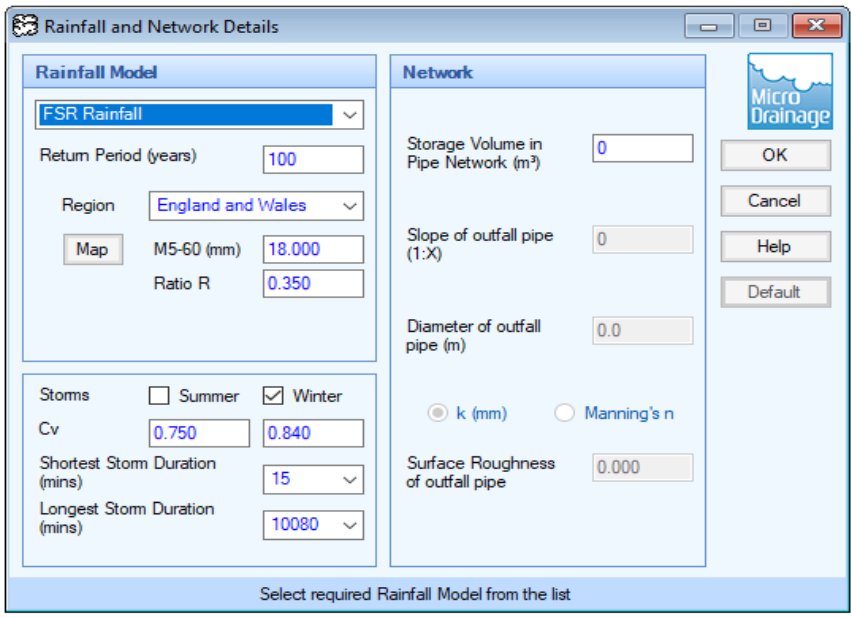 Rainfall and Network Details
Rainfall Model
FSR Rainfall
Return Period (years) 100
Region England and Wales
Map M5-60 (mm) 18.000
Ratio R 0.350
Storms Summer Winter
Cv 0.750 0.840
Shortest Storm Duration
(mins) 15
Longest Storm Duration
(mins) 10080
Network
Storage Volume in
Pipe Network (m³) 0
Slope of outfall pipe
(1:X) 0
Diameter of outfall
pipe (m) 0.0
k (mm) Manning's n
Surface Roughness
of outfall pipe 0.000
Micro
Drainage
OK
Cancel
Help
Default
Select required Rainfall Model from the list